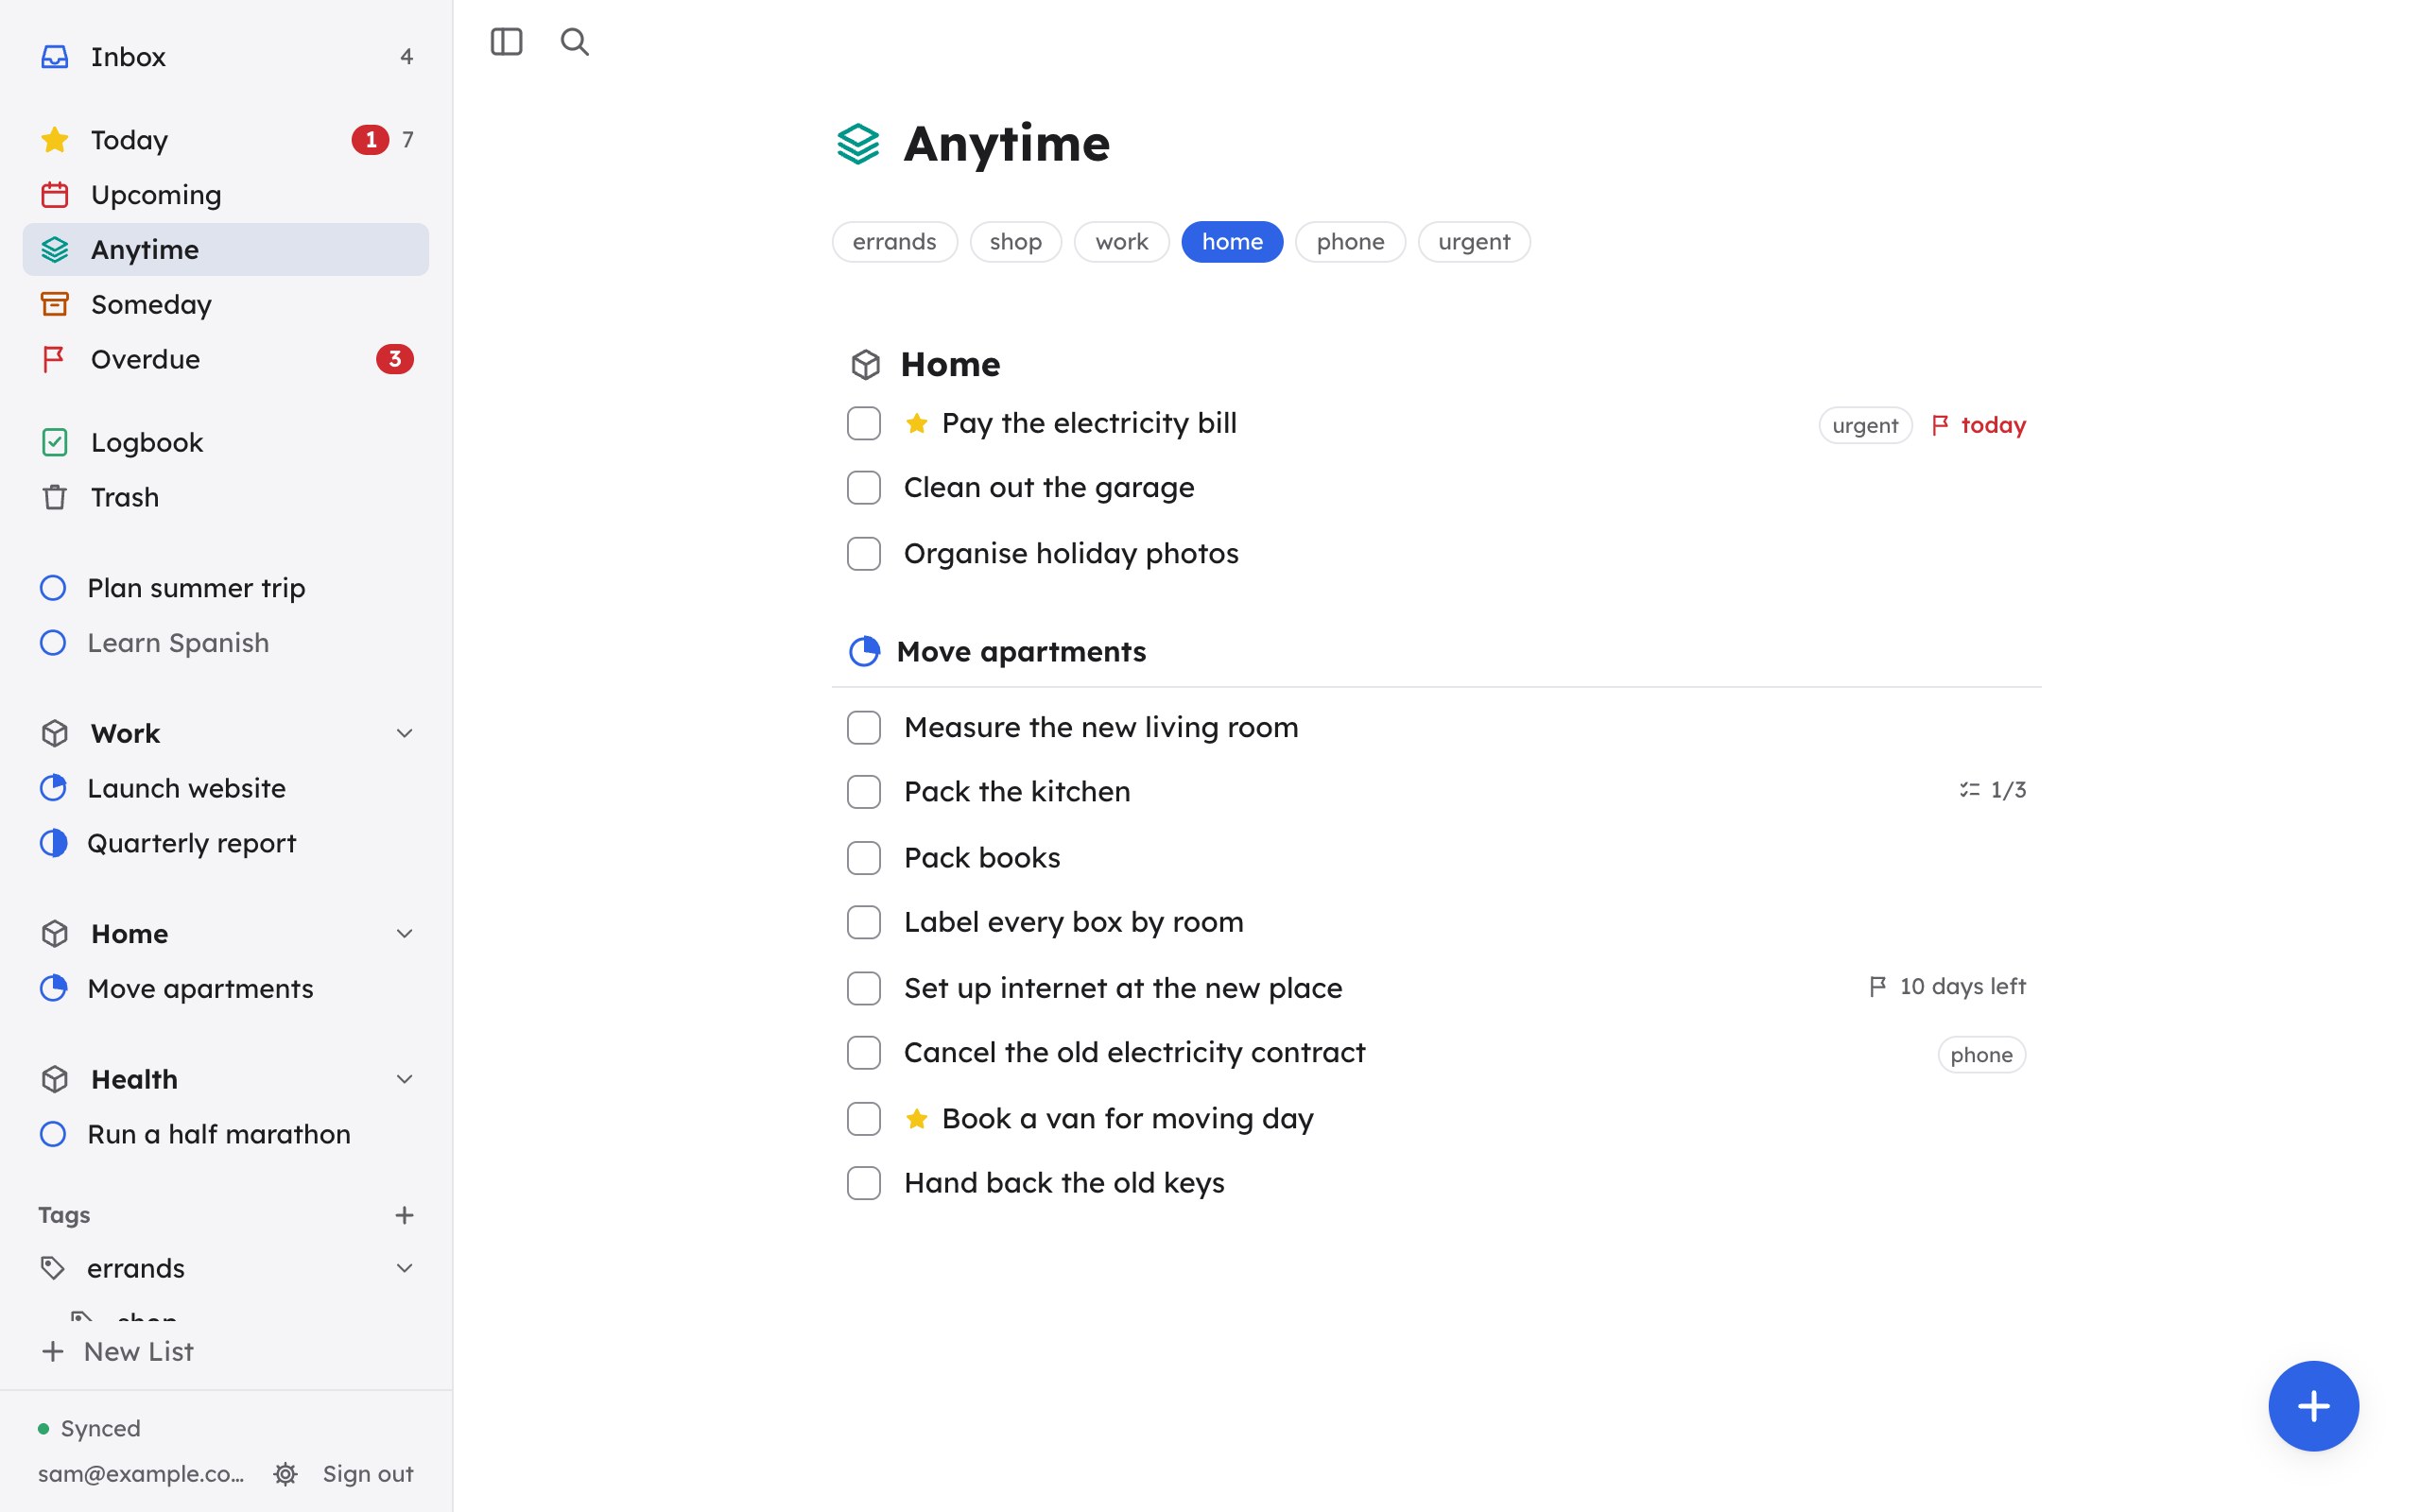 Inbox 4
Today 1 7
Upcoming
Anytime
Someday
Overdue 3
Logbook
Trash
Plan summer trip
Learn Spanish
Work
Launch website
Quarterly report
Home
Move apartments
Health
Run a half marathon
Tags
errands
shop
New List
Synced
sam@example.co…
Sign out
Anytime
errands shop work home phone urgent
Home
Pay the electricity bill urgent today
Clean out the garage
Organise holiday photos
Move apartments
Measure the new living room
Pack the kitchen 1/3
Pack books
Label every box by room
Set up internet at the new place 10 days left
Cancel the old electricity contract phone
Book a van for moving day
Hand back the old keys